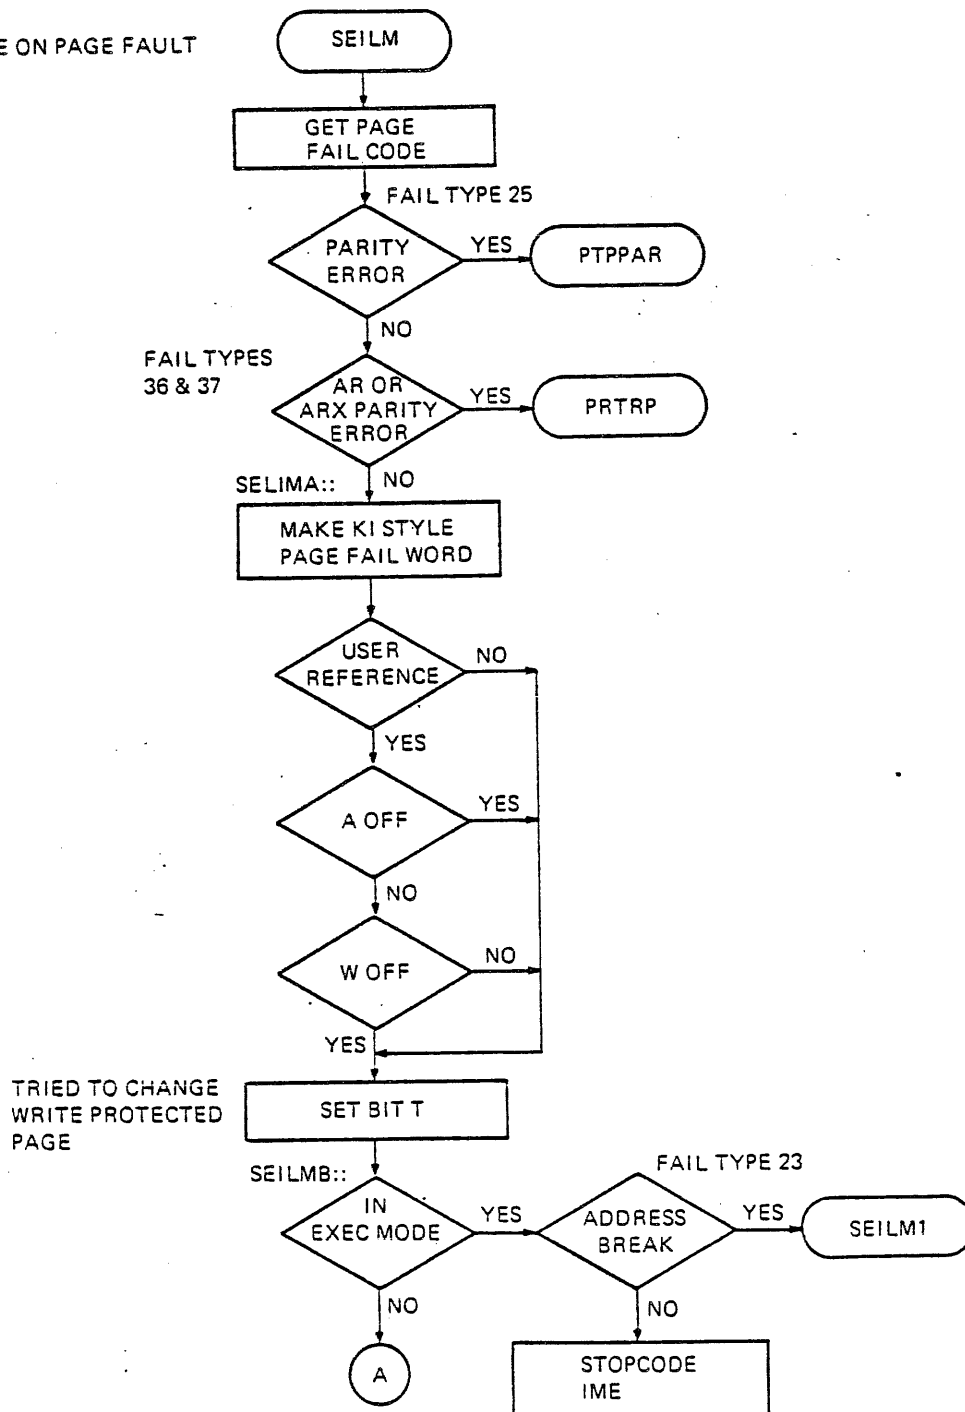 E ON PAGE FAULT
SEILM
GET PAGE
FAIL CODE
FAIL TYPE 25
PARITY
ERROR
YES
PTPPAR
NO
FAIL TYPES
36 & 37
AR OR
ARX PARITY
ERROR
YES
PRTRP
NO
SELIMA::
MAKE KI STYLE
PAGE FAIL WORD
USER
REFERENCE
NO
YES
A OFF
YES
NO
W OFF
NO
YES
TRIED TO CHANGE
WRITE PROTECTED
PAGE
SET BIT T
SEILMB::
IN
EXEC MODE
YES
FAIL TYPE 23
ADDRESS
BREAK
YES
SEILM1
NO
A
NO
STOPCODE
IME